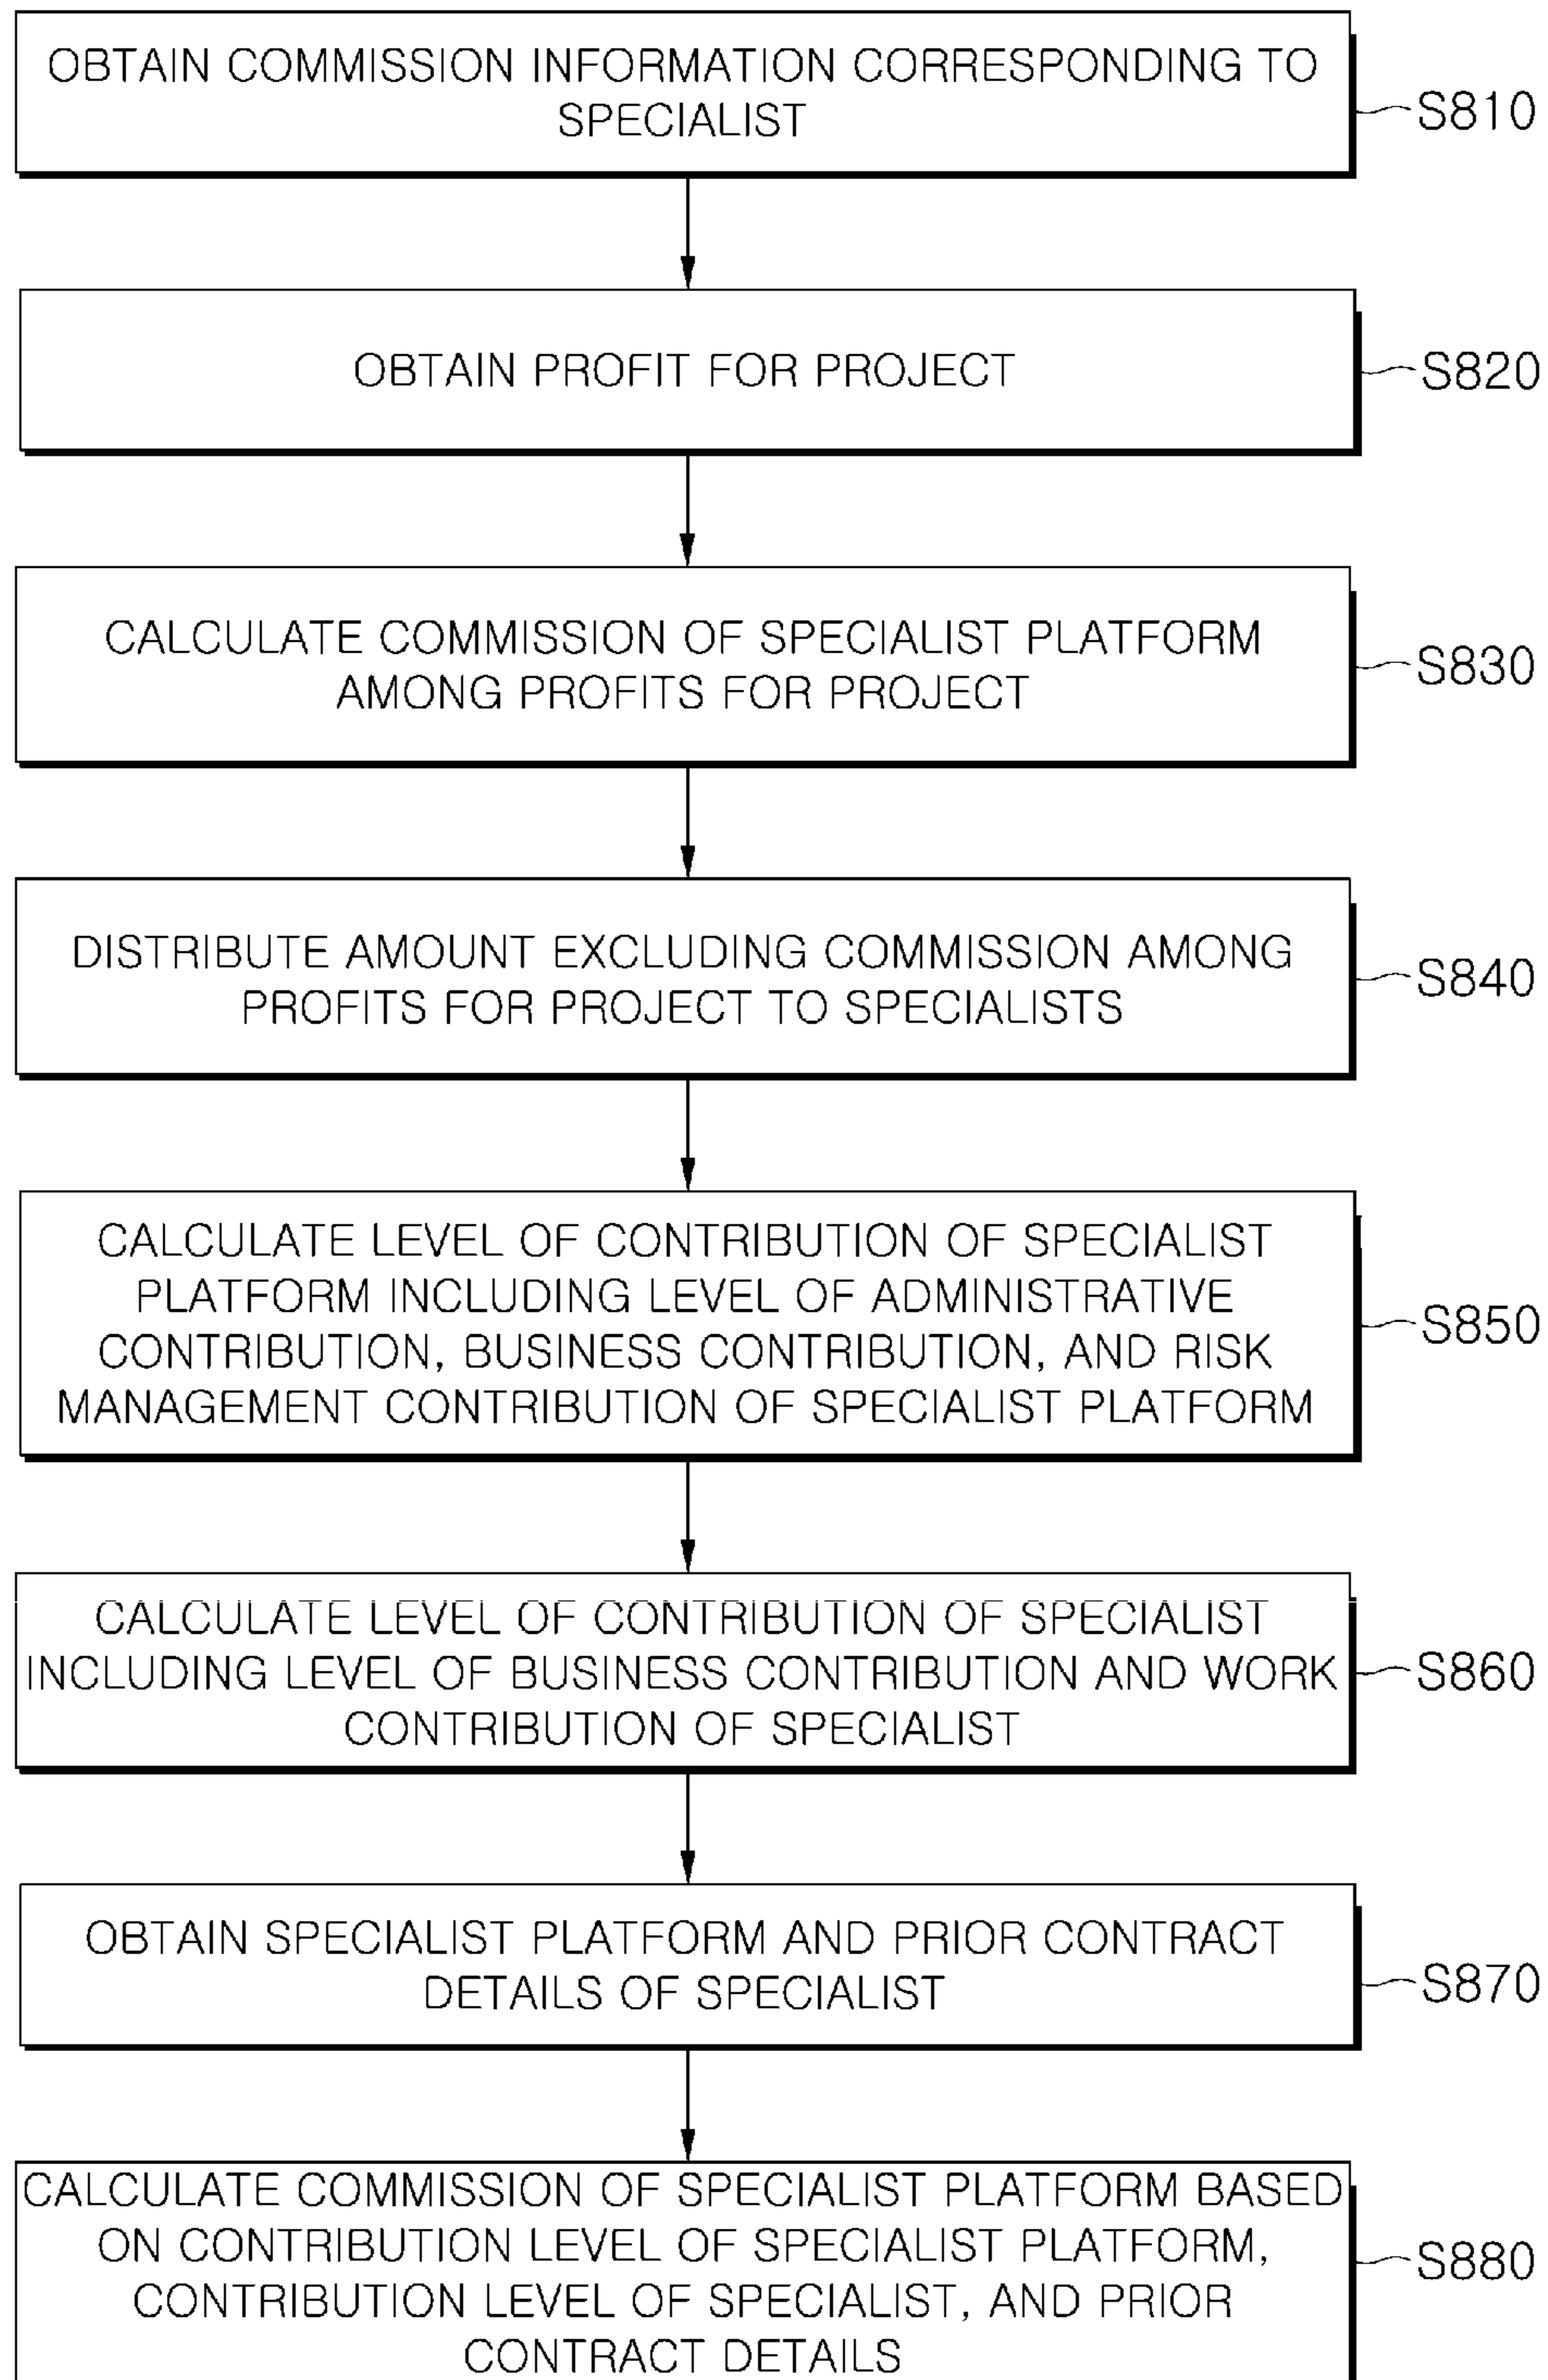 OBTAIN COMMISSION INFORMATION CORRESPONDING TO
SPECIALIST
S810
OBTAIN PROFIT FOR PROJECT
S820
CALCULATE COMMISSION OF SPECIALIST PLATFORM
AMONG PROFITS FOR PROJECT
S830
DISTRIBUTE AMOUNT EXCLUDING COMMISSION AMONG
PROFITS FOR PROJECT TO SPECIALISTS
S840
CALCULATE LEVEL OF CONTRIBUTION OF SPECIALIST
PLATFORM INCLUDING LEVEL OF ADMINISTRATIVE
CONTRIBUTION, BUSINESS CONTRIBUTION, AND RISK
MANAGEMENT CONTRIBUTION OF SPECIALIST PLATFORM
S850
CALCULATE LEVEL OF CONTRIBUTION OF SPECIALIST
INCLUDING LEVEL OF BUSINESS CONTRIBUTION AND WORK
CONTRIBUTION OF SPECIALIST
S860
OBTAIN SPECIALIST PLATFORM AND PRIOR CONTRACT
DETAILS OF SPECIALIST
S870
CALCULATE COMMISSION OF SPECIALIST PLATFORM BASED
ON CONTRIBUTION LEVEL OF SPECIALIST PLATFORM,
CONTRIBUTION LEVEL OF SPECIALIST, AND PRIOR
CONTRACT DETAILS
S880